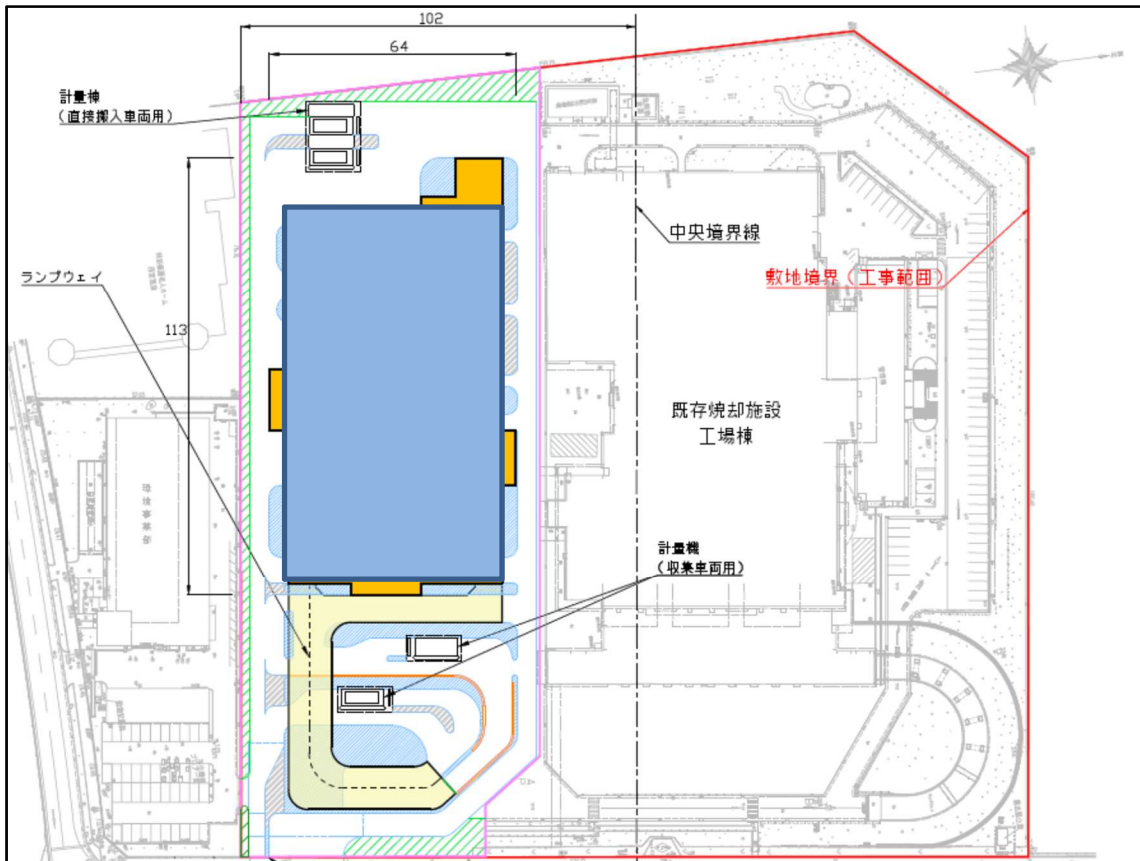 102
64
計量棟
（直接搬入車両用）
中央境界線
敷地境界（工事範囲）
ランプウェイ
113
既存焼却施設
工場棟
計量機
（収集車両用）